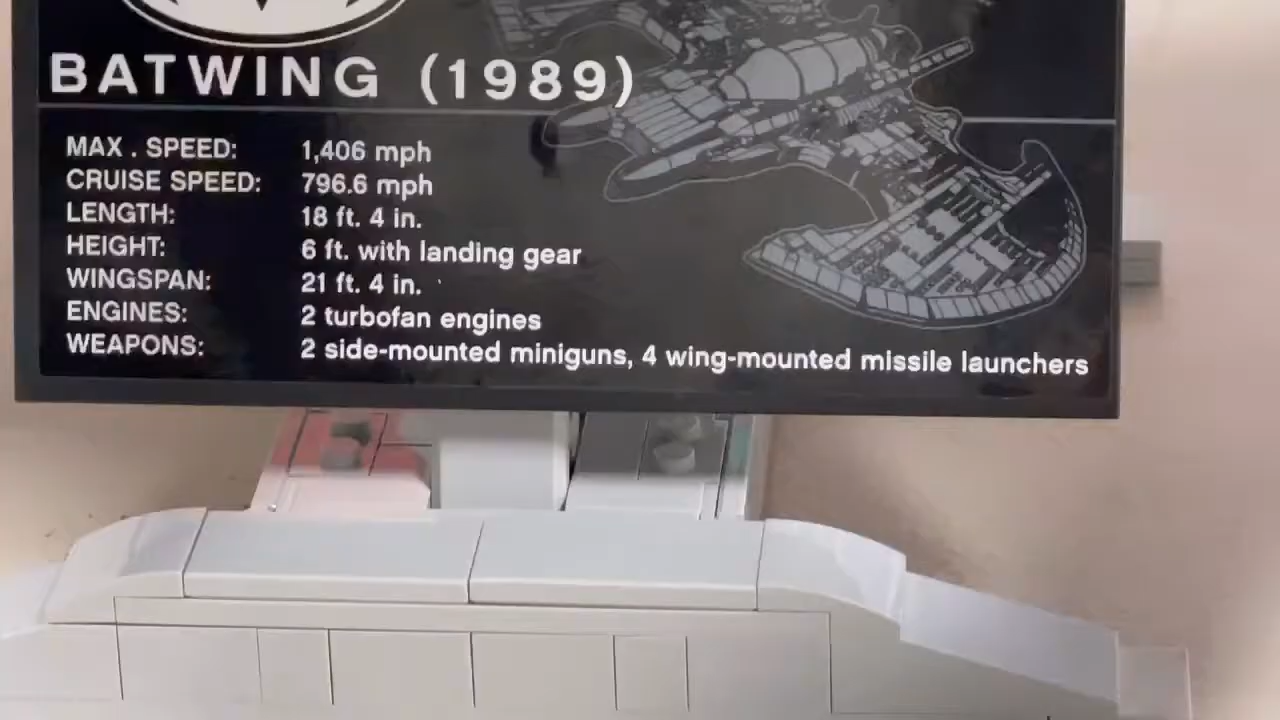 BATWING (1989)
MAX . SPEED: 1,406 mph
CRUISE SPEED: 796.6 mph
LENGTH: 18 ft. 4 in.
HEIGHT: 6 ft. with landing gear
WINGSPAN: 21 ft. 4 in.
ENGINES: 2 turbofan engines
WEAPONS: 2 side-mounted miniguns, 4 wing-mounted missile launchers